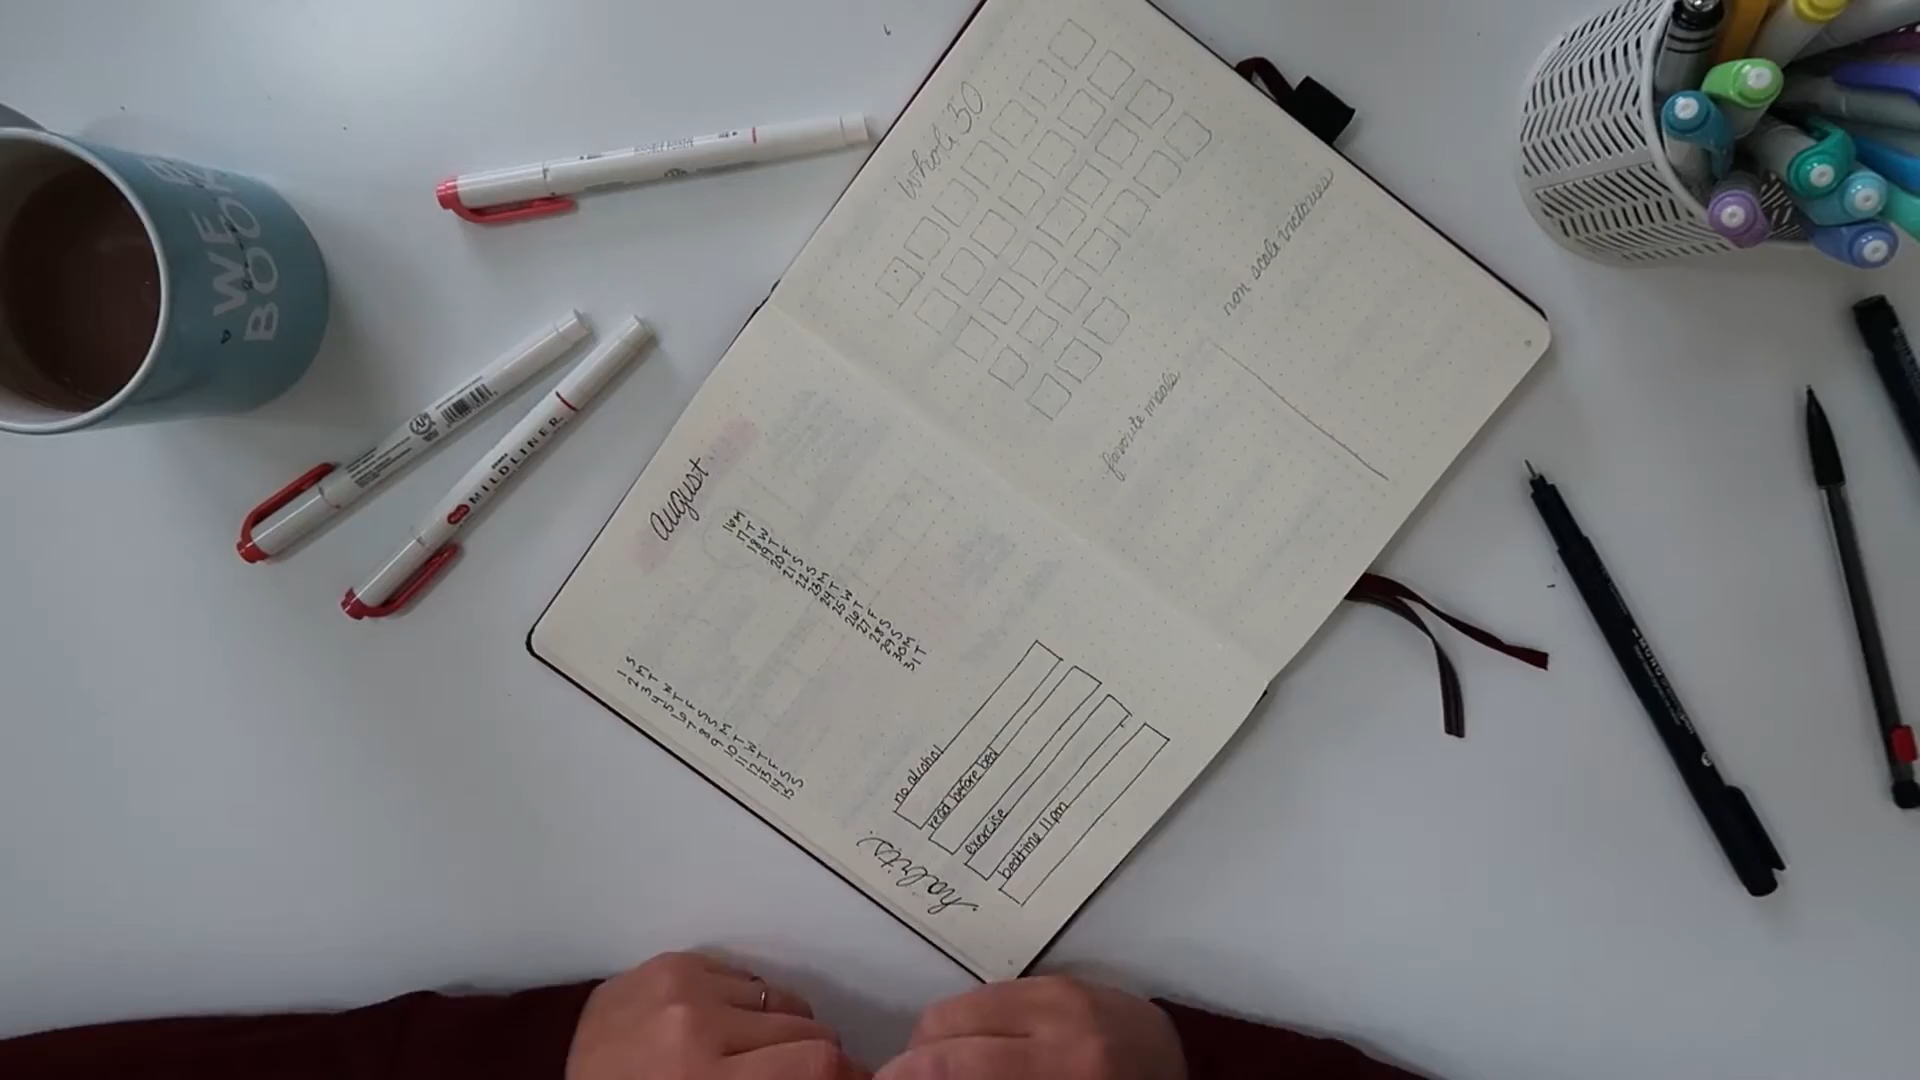 august
1 S
2 M
3 T
4 W
5 T
6 F
7 S
8 S
9 M
10 T
11 W
12 T
13 F
14 S
15 S
16 M
17 T
18 W
19 T
20 F
21 S
22 S
23 M
24 T
25 W
26 T
27 F
28 S
29 S
30 M
31 T
habits
no alcohol
read before bed
exercise
bedtime 11pm
whole 30
favorite meals
non scale victories
WE
BOO
MILDLINER